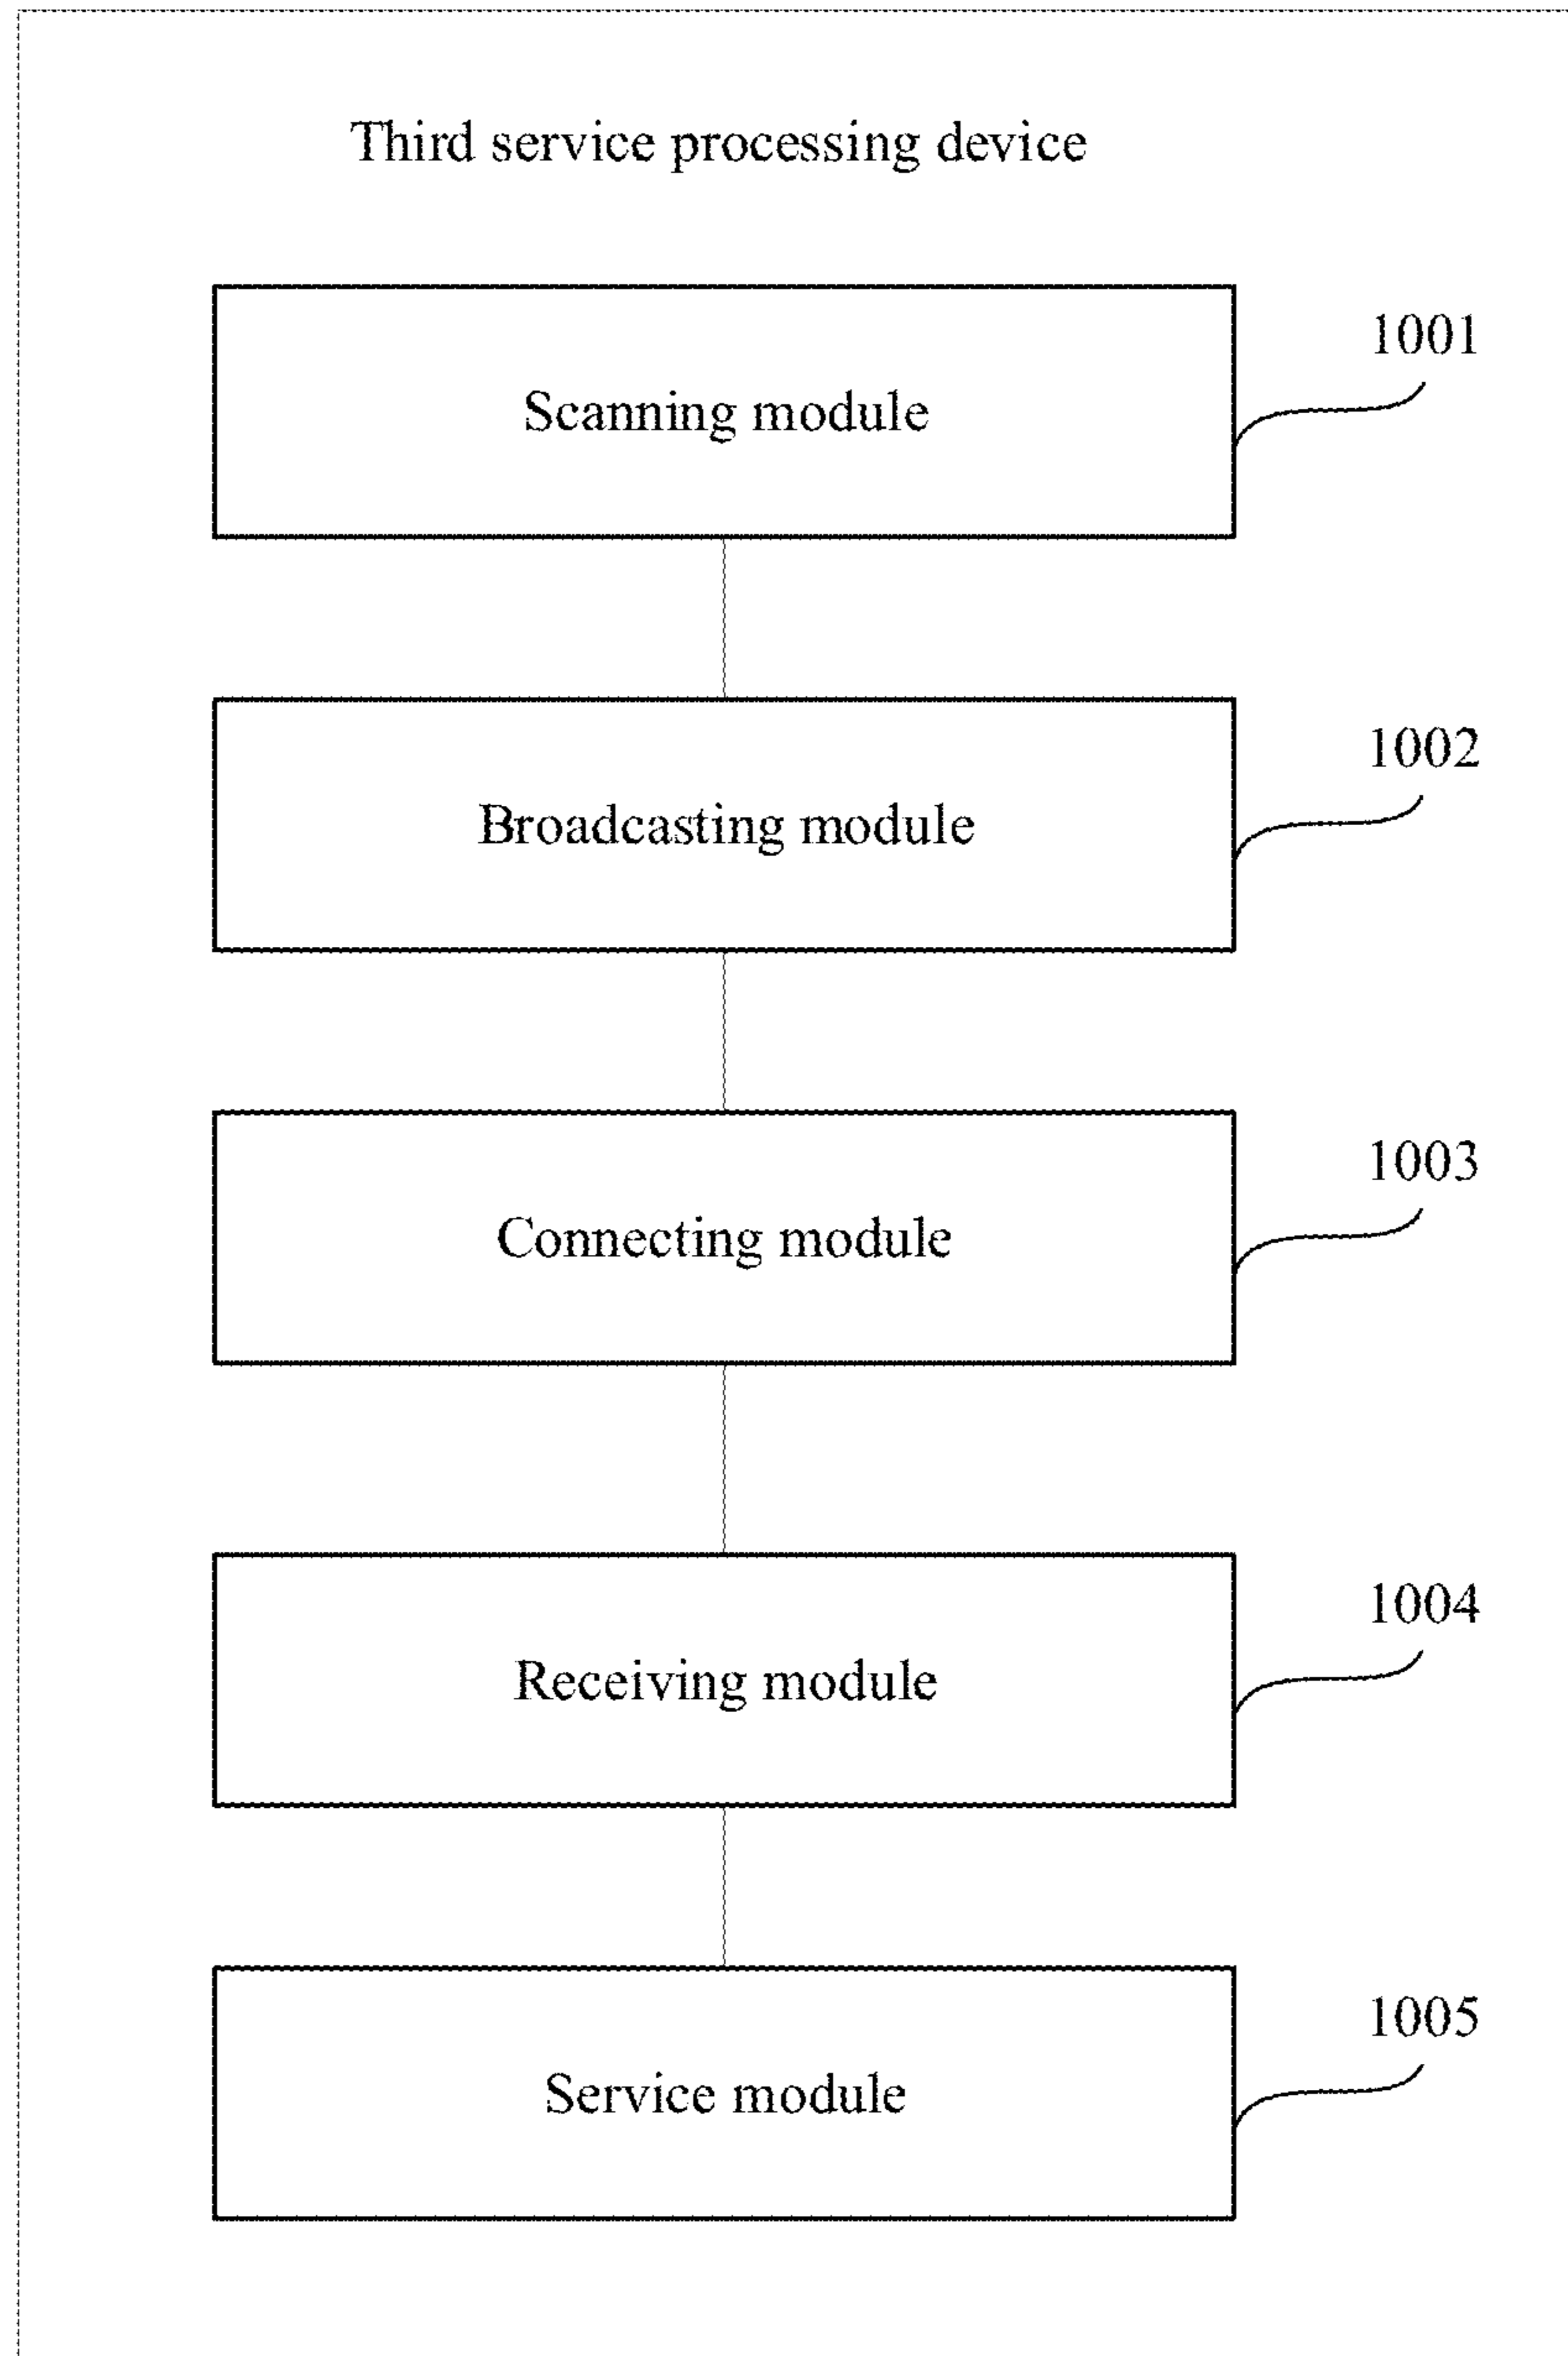 Third service processing device
Scanning module
1001
Broadcasting module
1002
Connecting module
1003
Receiving module
1004
Service module
1005